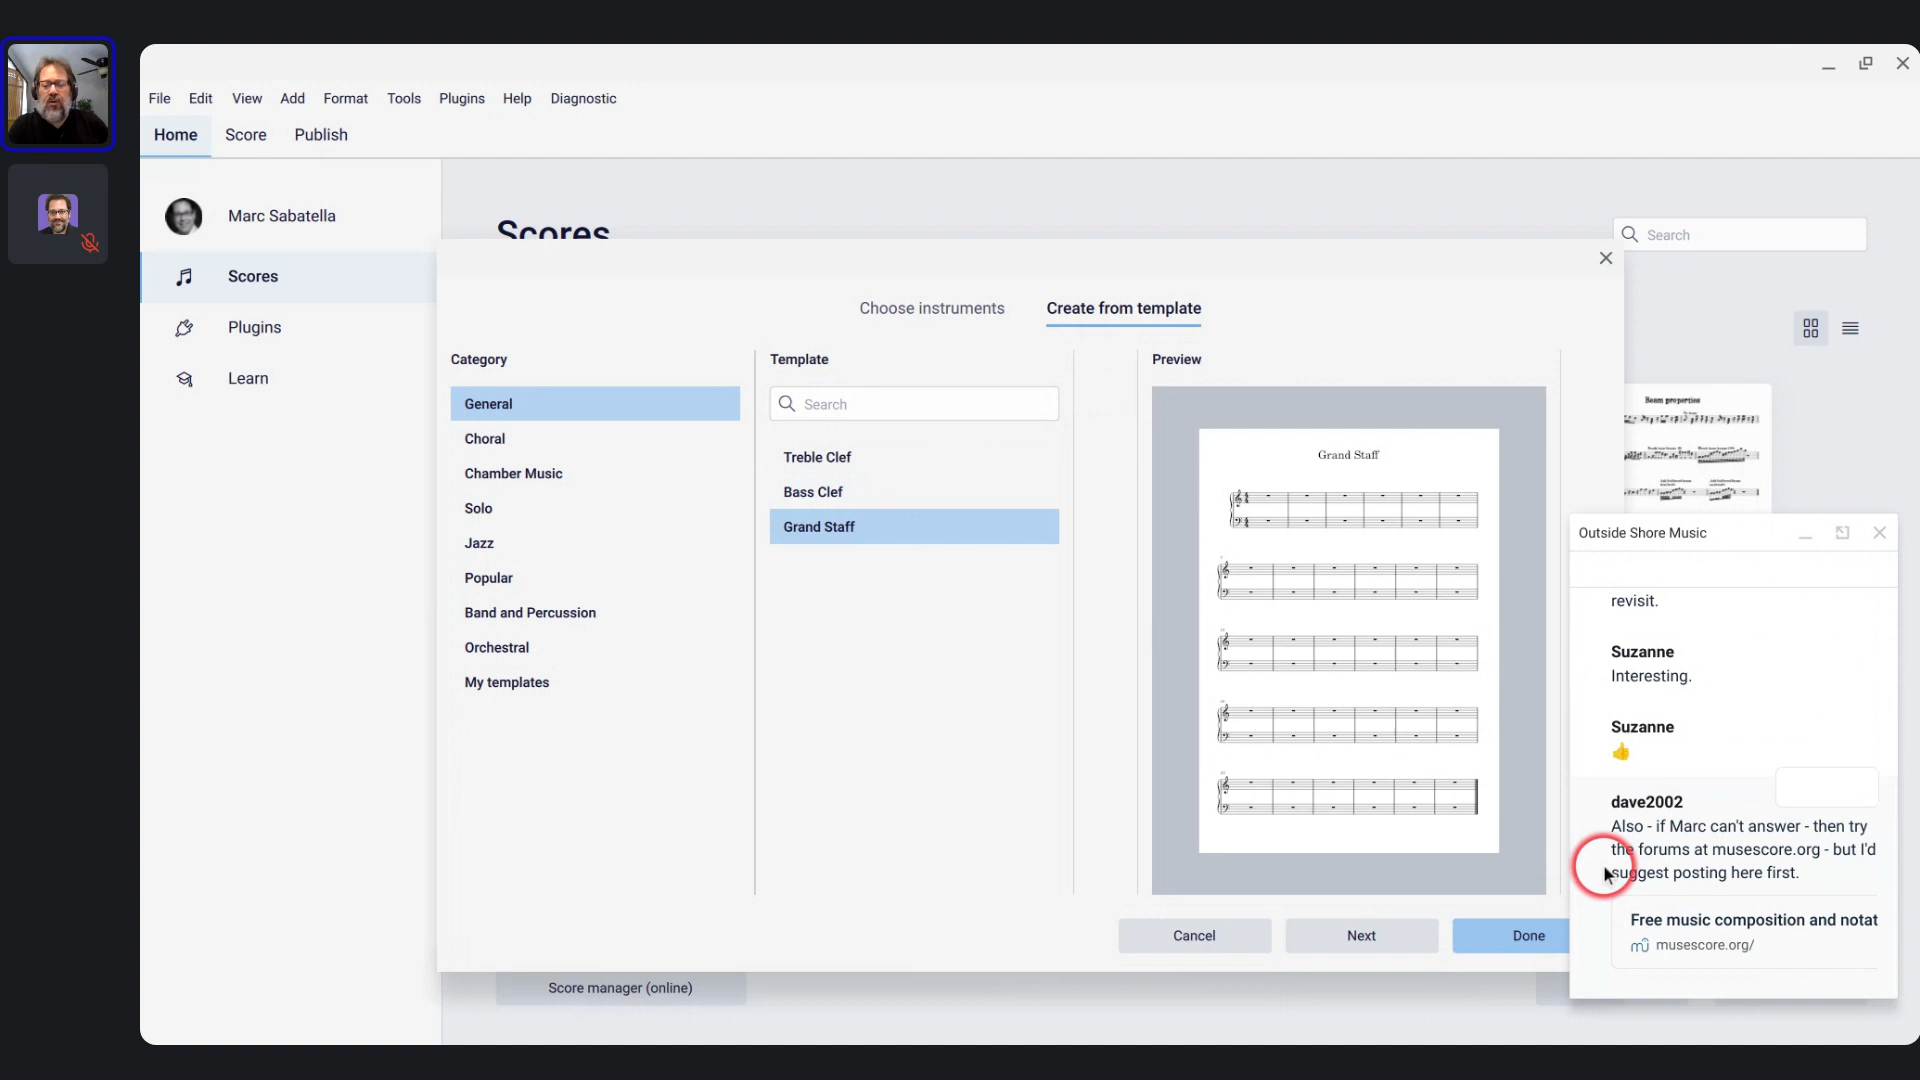 File Edit View Add Format Tools Plugins Help Diagnostic
Home Score Publish
Marc Sabatella
Scores
Plugins
Learn
Scores
Search
Choose instruments Create from template
Category
General
Choral
Chamber Music
Solo
Jazz
Popular
Band and Percussion
Orchestral
My templates
Template
Search
Treble Clef
Bass Clef
Grand Staff
Preview
Grand Staff
Cancel Next Done
Score manager (online)
Beam properties
Outside Shore Music
revisit.
Suzanne
Interesting.
Suzanne
👍
dave2002
Also - if Marc can't answer - then try
the forums at musescore.org - but I'd
suggest posting here first.
Free music composition and notat
musescore.org/